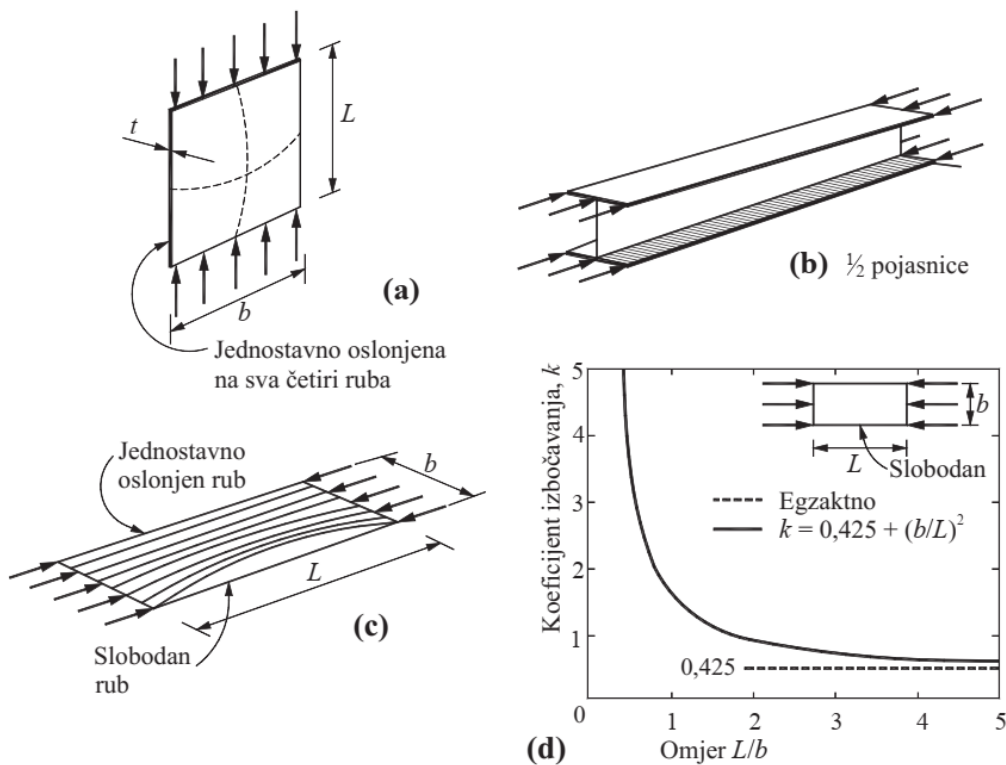 (a)
t
L
b
Jednostavno oslonjena
na sva četiri ruba
(b) ½ pojasnice
Jednostavno
oslonjen rub
b
L
(c)
Slobodan
rub
Koeficijent izbočavanja, k
5
4
3
2
1
0
1
2
3
4
5
b
L
Slobodan
Egzaktno
k = 0,425 + (b/L)²
0,425
Omjer L/b
(d)